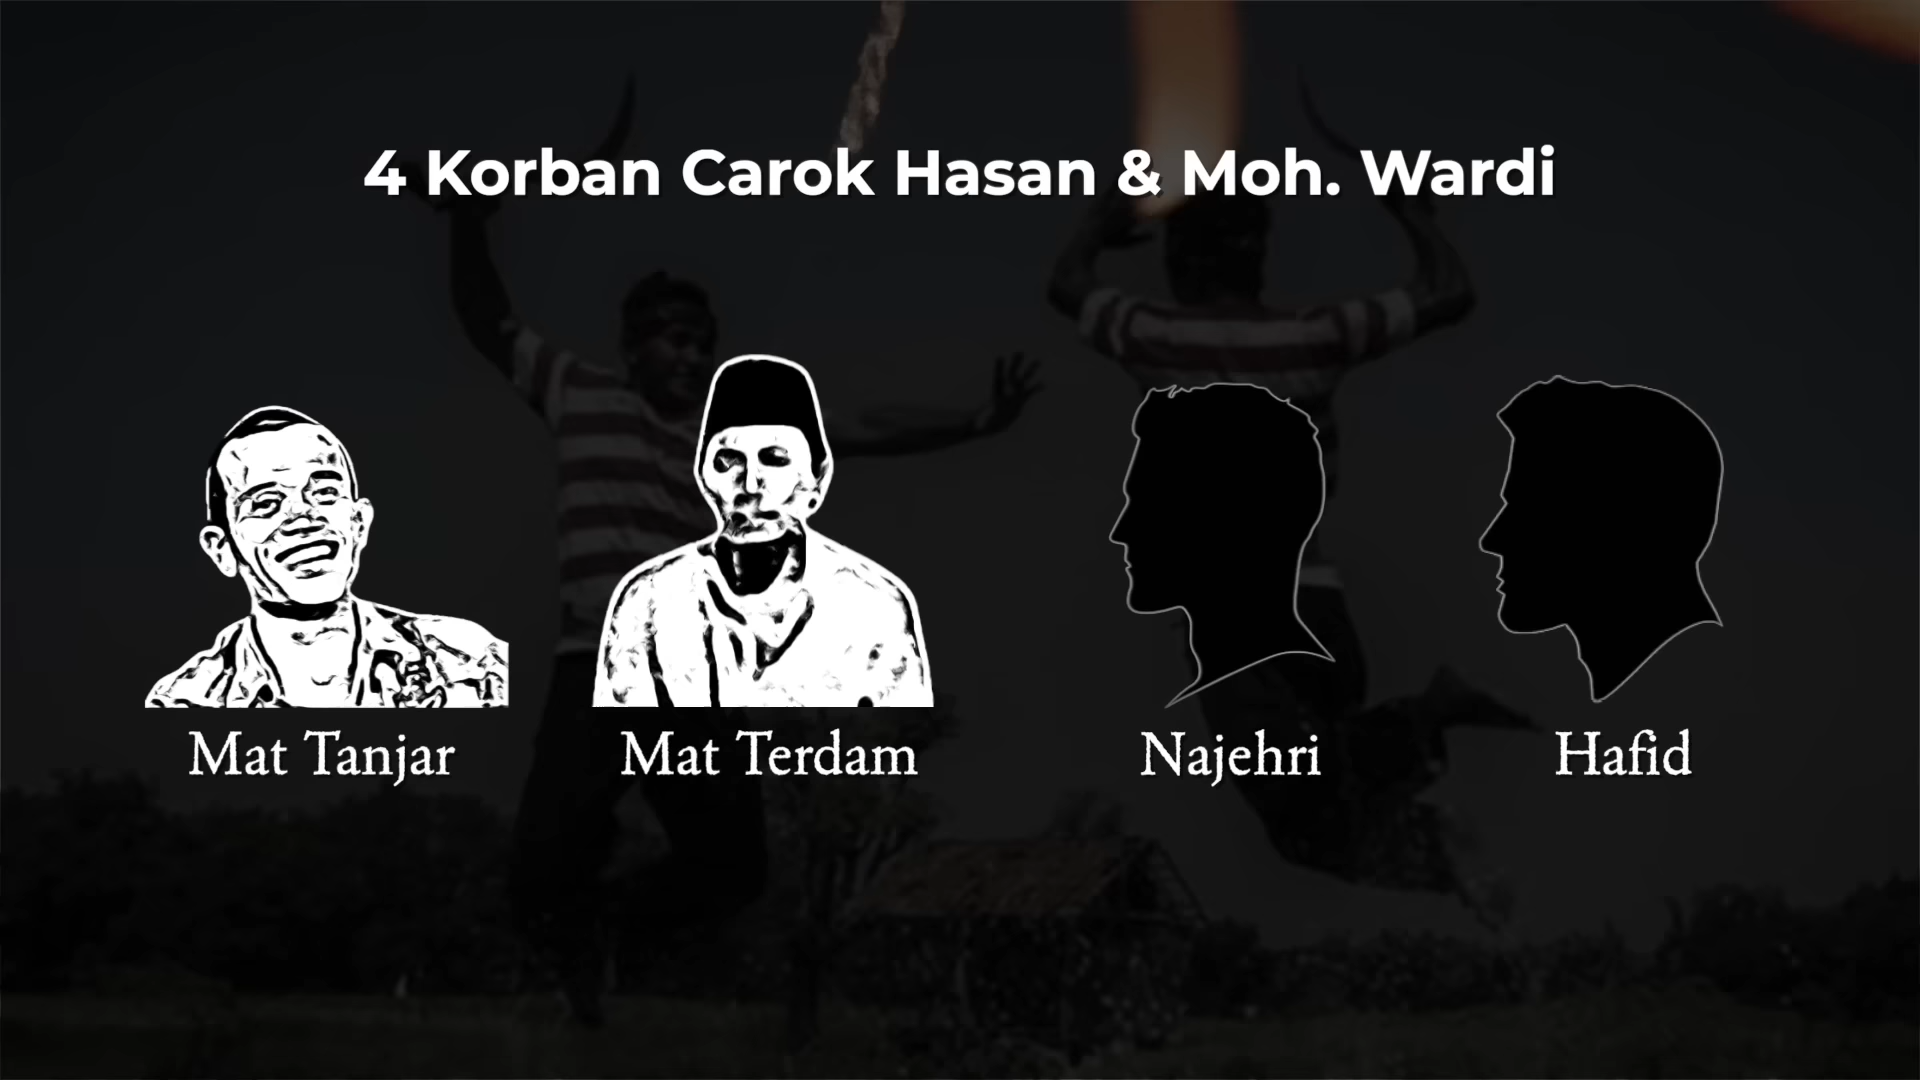 4 Korban Carok Hasan & Moh. Wardi
Mat Tanjar
Mat Terdam
Najehri
Hafid